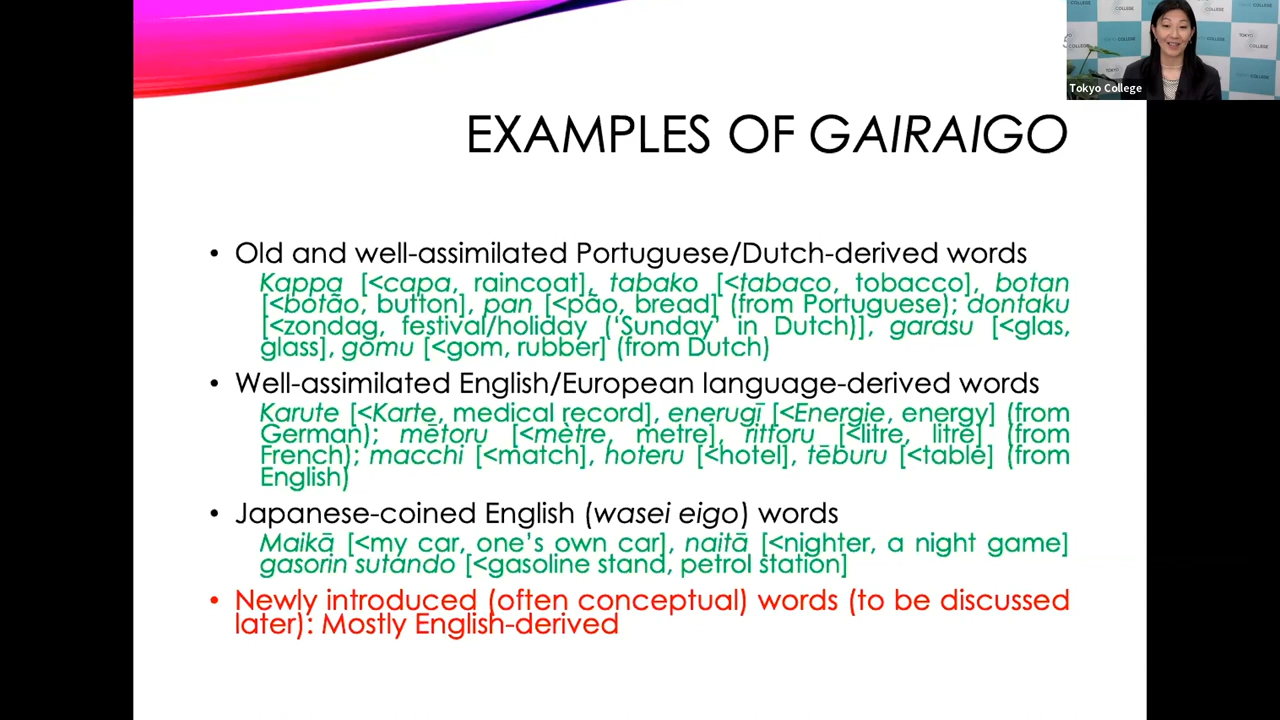 TOKYO COLLEGE
Tokyo College
EXAMPLES OF GAIRAIGO
• Old and well-assimilated Portuguese/Dutch-derived words
Kappa [<capa, raincoat], tabako [<tabaco, tobacco], botan
[<botão, button], pan [<pão, bread] (from Portuguese); dontaku
[<zondag, festival/holiday (‘Sunday’ in Dutch)], garasu [<glas,
glass], gomu [<gom, rubber] (from Dutch)
• Well-assimilated English/European language-derived words
Karute [<Karte, medical record], enerugī [<Energie, energy] (from
German); mētoru [<mètre, metre], rittoru [<litre, litre] (from
French); macchi [<match], hoteru [<hotel], tēburu [<table] (from
English)
• Japanese-coined English (wasei eigo) words
Maikā [<my car, one’s own car], naitā [<nighter, a night game]
gasorin sutando [<gasoline stand, petrol station]
• Newly introduced (often conceptual) words (to be discussed
later): Mostly English-derived